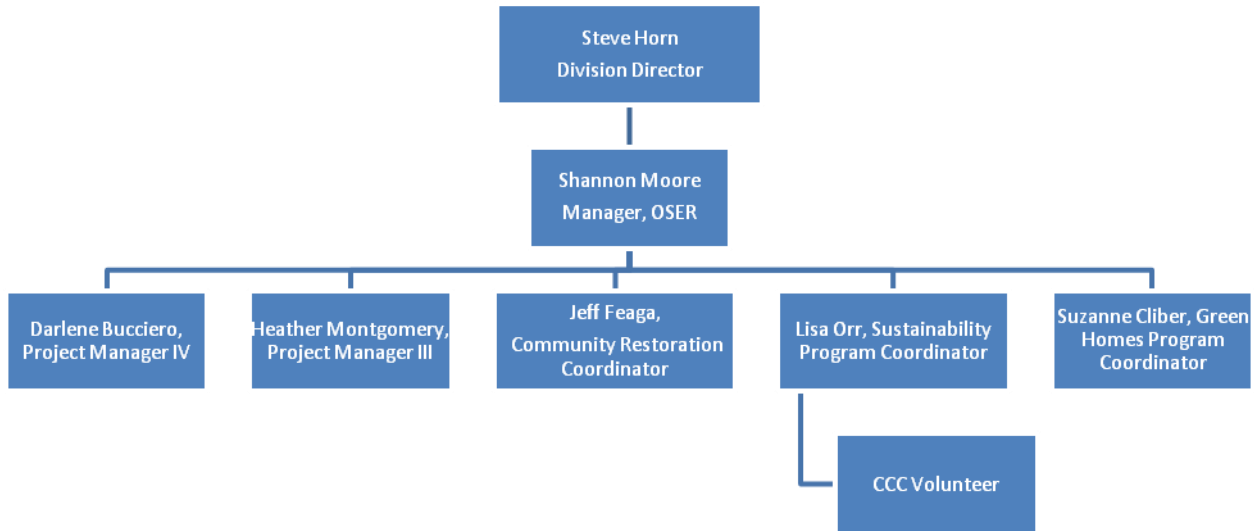 Steve Horn
Division Director
Shannon Moore
Manager, OSER
Darlene Bucciero,
Project Manager IV
Heather Montgomery,
Project Manager III
Jeff Feaga,
Community Restoration
Coordinator
Lisa Orr, Sustainability
Program Coordinator
Suzanne Cliber, Green
Homes Program
Coordinator
CCC Volunteer